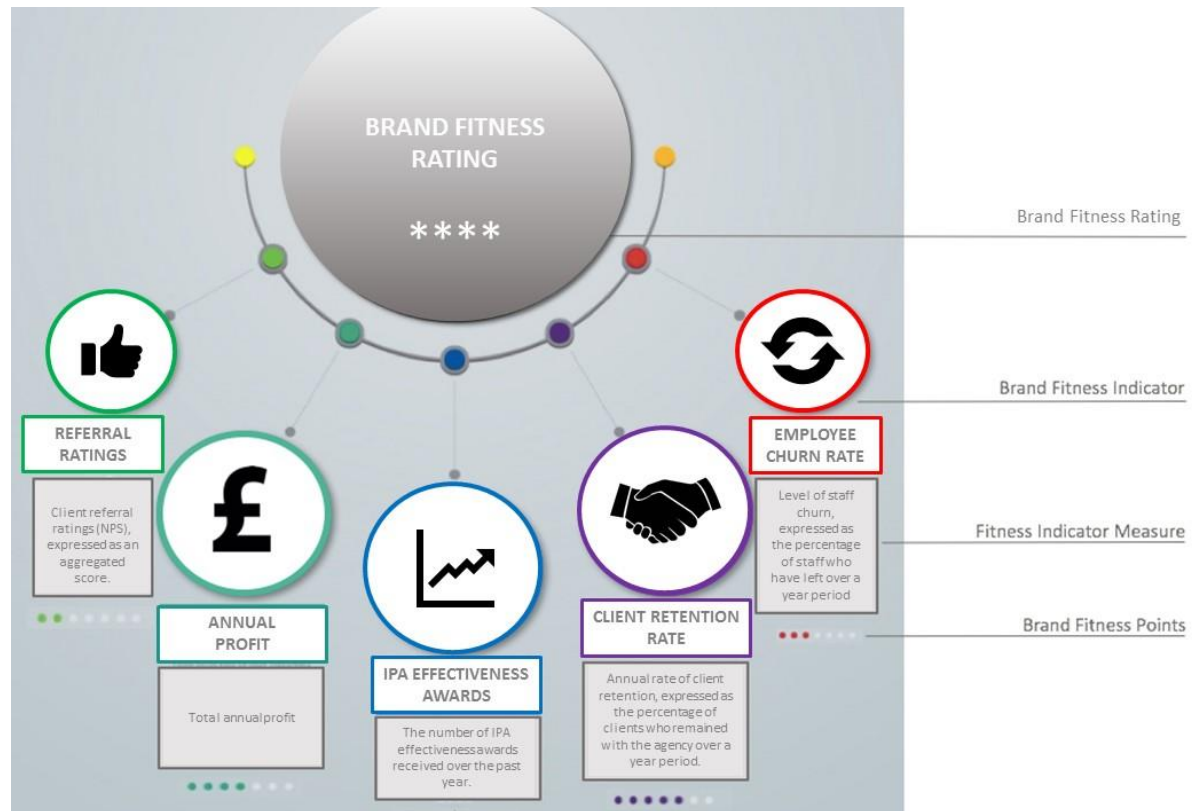 BRAND FITNESS
RATING
****
Brand Fitness Rating
Brand Fitness Indicator
Fitness Indicator Measure
Brand Fitness Points
REFERRAL
RATINGS
Client referral
ratings (NPS),
expressed as an
aggregated
score.
£
ANNUAL
PROFIT
Total annual profit
IPA EFFECTIVENESS
AWARDS
The number of IPA
effectiveness awards
received over the past
year.
CLIENT RETENTION
RATE
Annual rate of client
retention, expressed as
the percentage of
clients who remained
with the agency over a
year period.
EMPLOYEE
CHURN RATE
Level of staff
churn,
expressed as
the percentage
of staff who
have left over a
year period